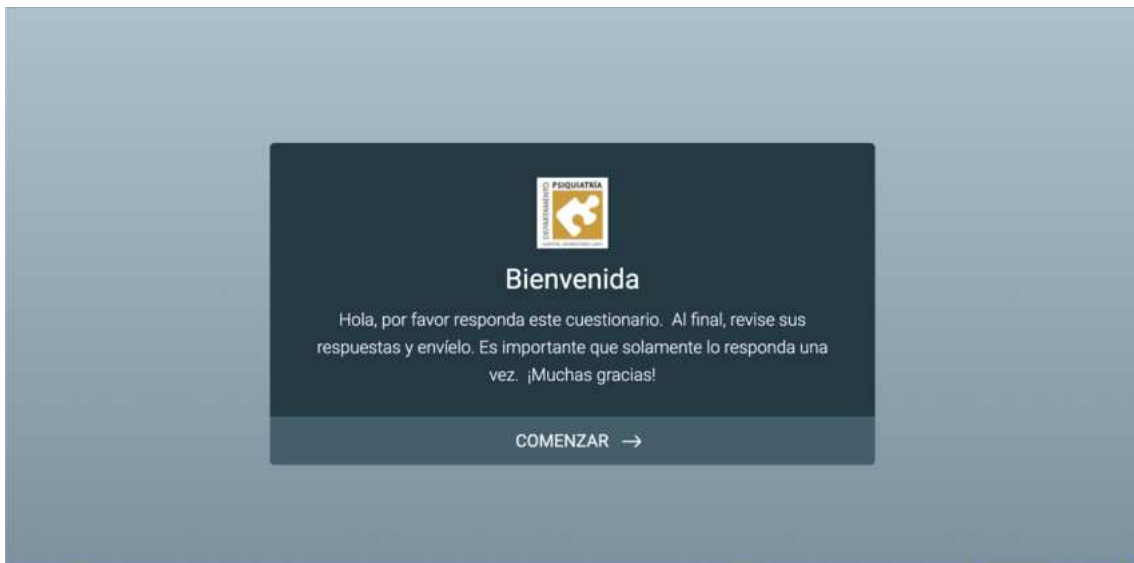 PSIQUIATRÍA
DEPARTAMENTO
Bienvenida
Hola, por favor responda este cuestionario. Al final, revise sus
respuestas y envíelo. Es importante que solamente lo responda una
vez. ¡Muchas gracias!
COMENZAR →